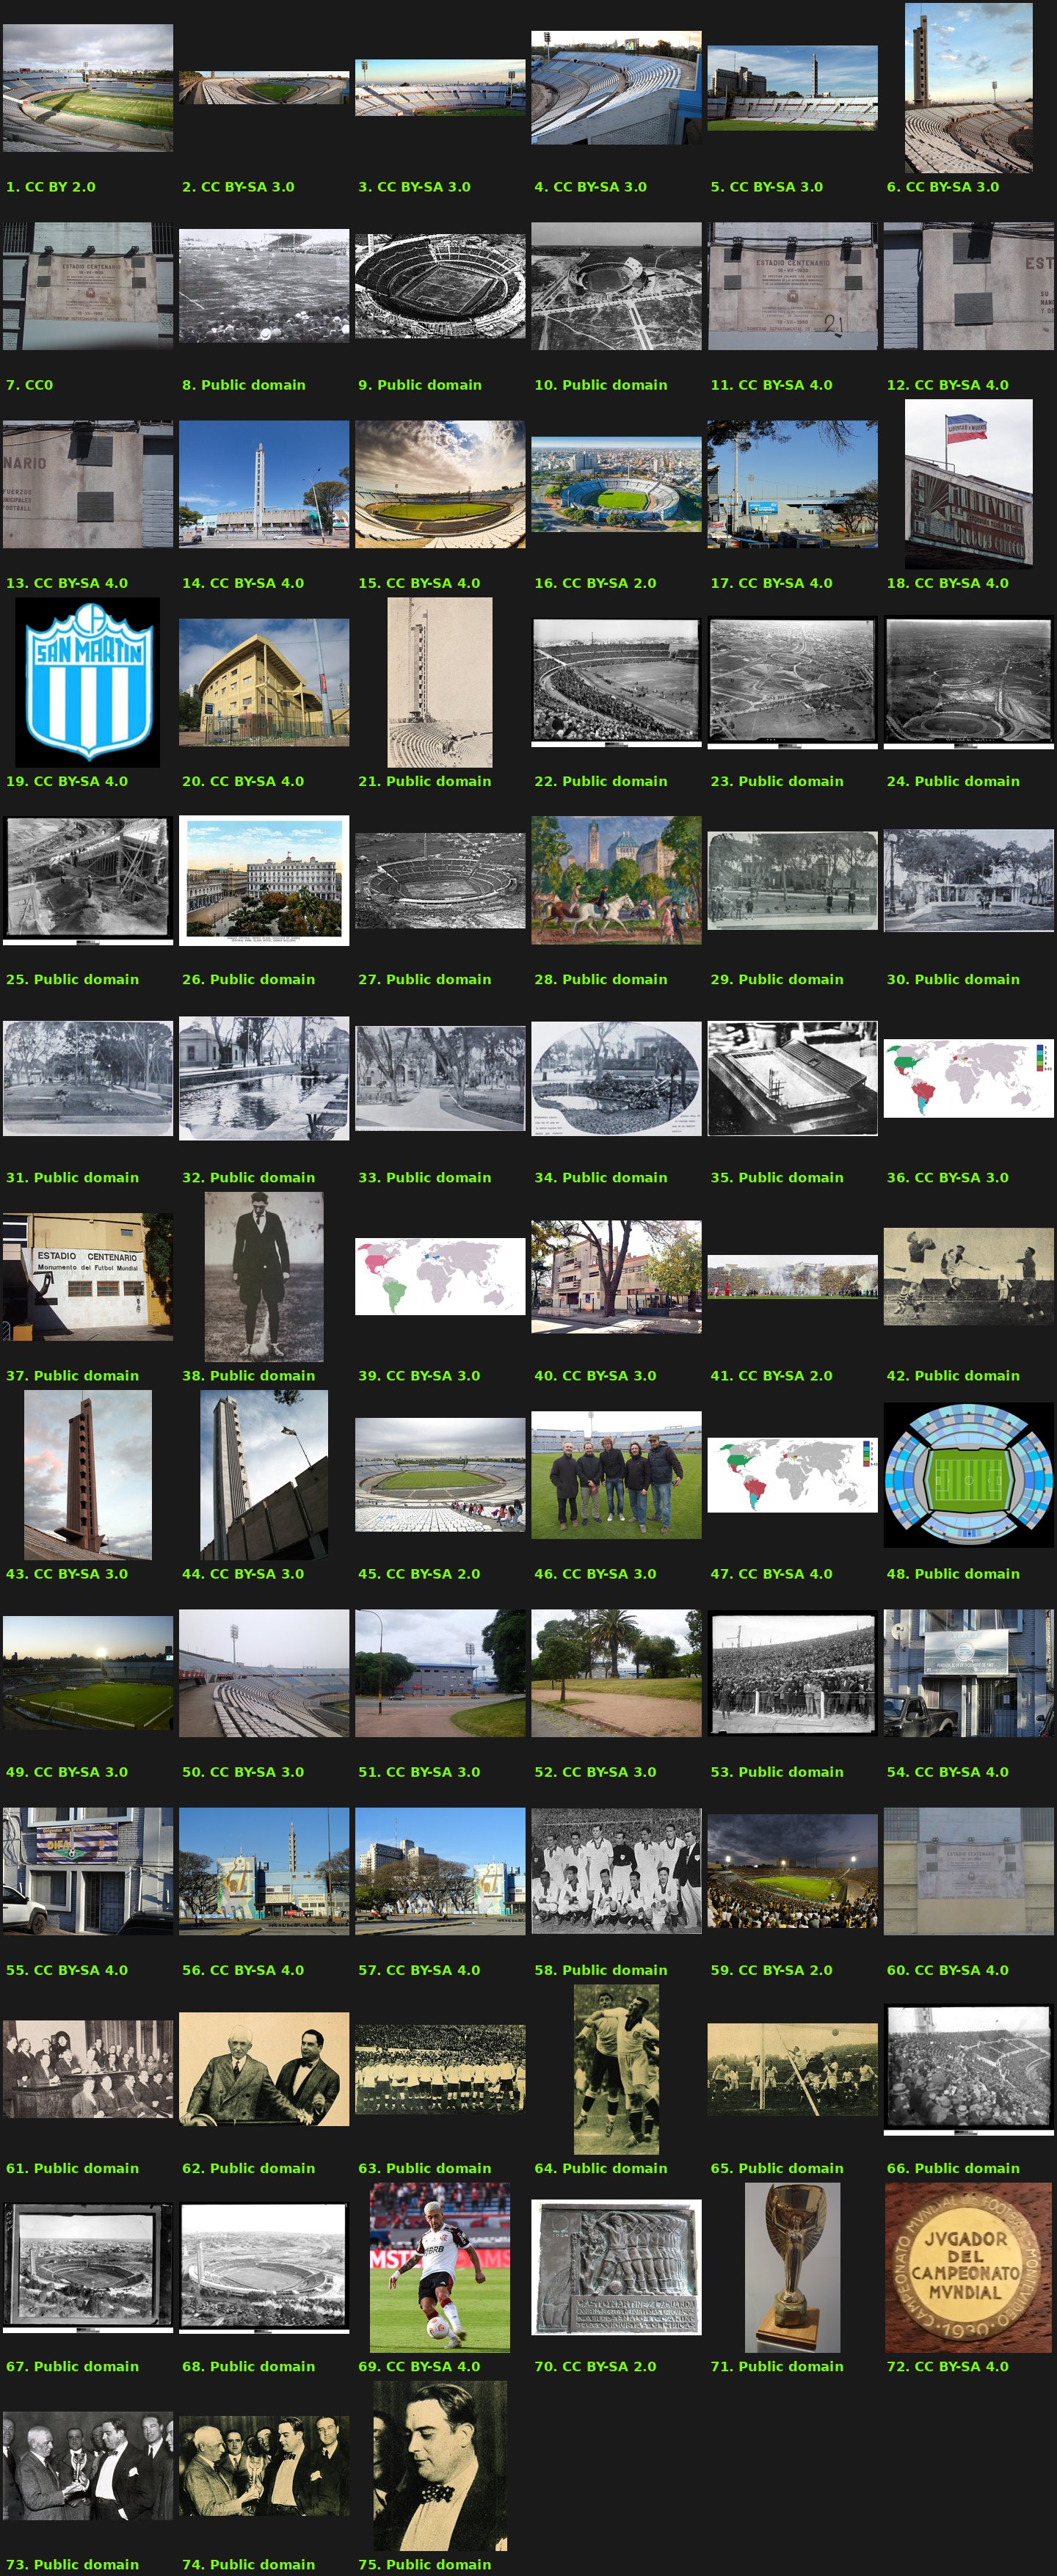 1. CC BY 2.0
2. CC BY-SA 3.0
3. CC BY-SA 3.0
4. CC BY-SA 3.0
5. CC BY-SA 3.0
6. CC BY-SA 3.0
ESTADIO CENTENARIO
ESTADIO CENTENARIO
EST
SU
7. CC0
8. Public domain
9. Public domain
10. Public domain
11. CC BY-SA 4.0
12. CC BY-SA 4.0
NARIO
FUERZOS
NICIPALES
FOOTBALL
13. CC BY-SA 4.0
14. CC BY-SA 4.0
15. CC BY-SA 4.0
16. CC BY-SA 2.0
17. CC BY-SA 4.0
18. CC BY-SA 4.0
SAN MARTIN
19. CC BY-SA 4.0
20. CC BY-SA 4.0
21. Public domain
22. Public domain
23. Public domain
24. Public domain
25. Public domain
26. Public domain
27. Public domain
28. Public domain
29. Public domain
30. Public domain
31. Public domain
32. Public domain
33. Public domain
34. Public domain
35. Public domain
36. CC BY-SA 3.0
ESTADIO CENTENARIO
Monumento del Futbol Mundial
37. Public domain
38. Public domain
39. CC BY-SA 3.0
40. CC BY-SA 3.0
41. CC BY-SA 2.0
42. Public domain
43. CC BY-SA 3.0
44. CC BY-SA 3.0
45. CC BY-SA 2.0
46. CC BY-SA 3.0
47. CC BY-SA 4.0
48. Public domain
49. CC BY-SA 3.0
50. CC BY-SA 3.0
51. CC BY-SA 3.0
52. CC BY-SA 3.0
53. Public domain
54. CC BY-SA 4.0
55. CC BY-SA 4.0
56. CC BY-SA 4.0
57. CC BY-SA 4.0
58. Public domain
59. CC BY-SA 2.0
60. CC BY-SA 4.0
61. Public domain
62. Public domain
63. Public domain
64. Public domain
65. Public domain
66. Public domain
67. Public domain
68. Public domain
69. CC BY-SA 4.0
70. CC BY-SA 2.0
71. Public domain
JVGADOR
DEL
CAMPEONATO
MVNDIAL
1930
72. CC BY-SA 4.0
73. Public domain
74. Public domain
75. Public domain